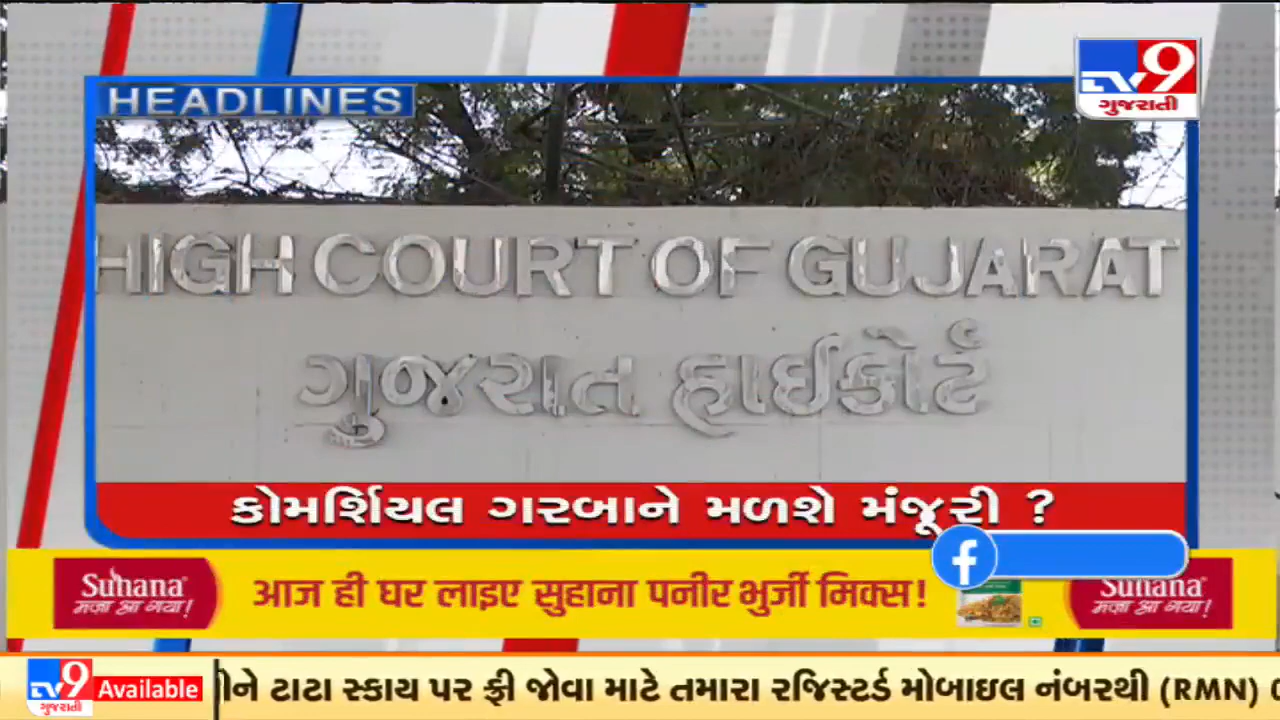 HEADLINES
TV9
ગુજરાતી
HIGH COURT OF GUJARAT
ગુજરાત હાઈકોર્ટ
કોમર્શિયલ ગરબાને મળશે મંજૂરી ?
Suhana
મज़ा आ गया!
आज ही घर लाइए सुहाना पनीर भुर्जी मिक्स!
Suhana
मज़ा आ गया!
TV9
ગુજરાતી
Available
ટાટા સ્કાય પર ફ્રી જોવા માટે તમારા રજિસ્ટર્ડ મોબાઇલ નંબરથી (RMN)